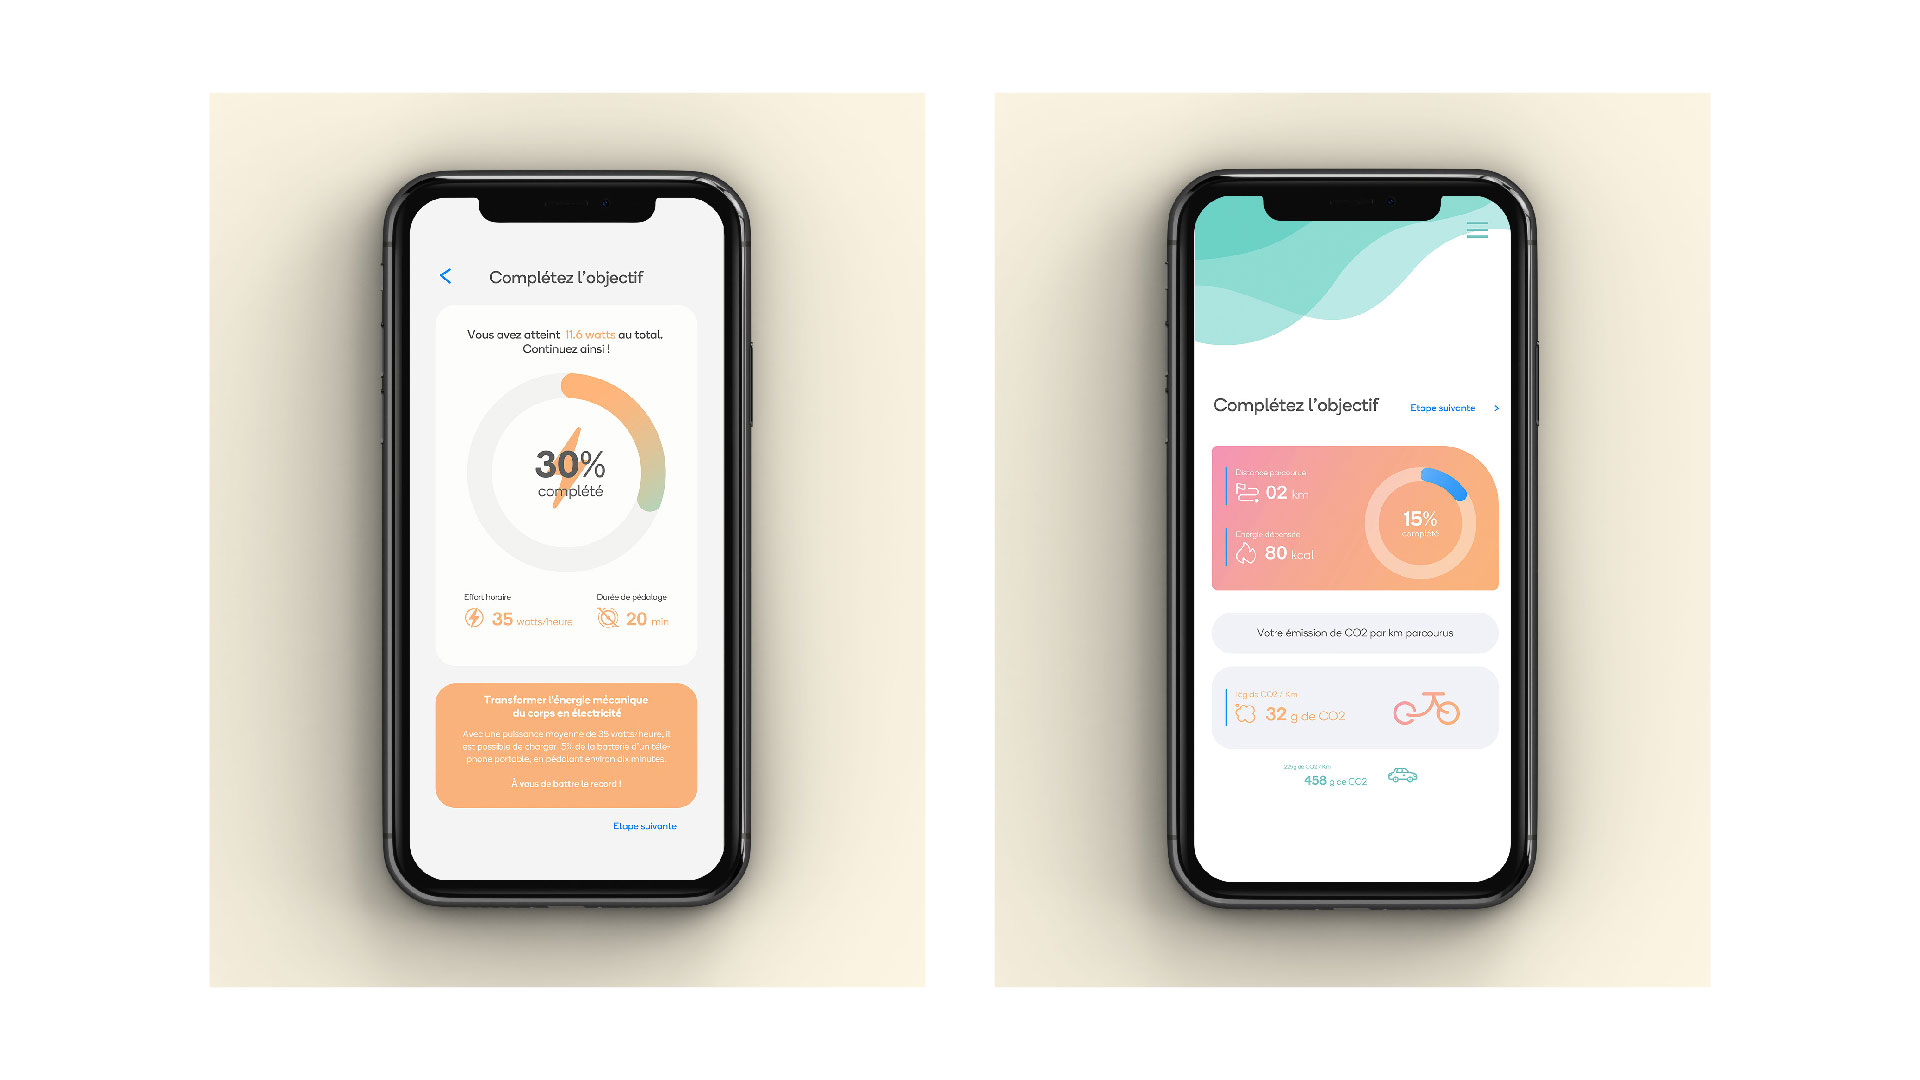 Complétez l'objectif
Vous avez atteint 11.6 watts au total.
Continuez ainsi !
30%
complété
Effort horaire
35 watts/heure
Durée de pédalage
20 min
Transformer l'énergie mécanique
du corps en électricité
Avec une puissance moyenne de 35 watts/heure, il
est possible de charger 5% de la batterie d'un télé-
phone portable, en pédalant environ dix minutes.
À vous de battre le record !
Etape suivante
Complétez l'objectif
Etape suivante
Distance parcourue
02 km
Energie dépensée
80 kcal
15%
complété
Votre émission de CO2 par km parcourus
de CO2 / Km
32 g de CO2
de CO2 / Km
458 g de CO2